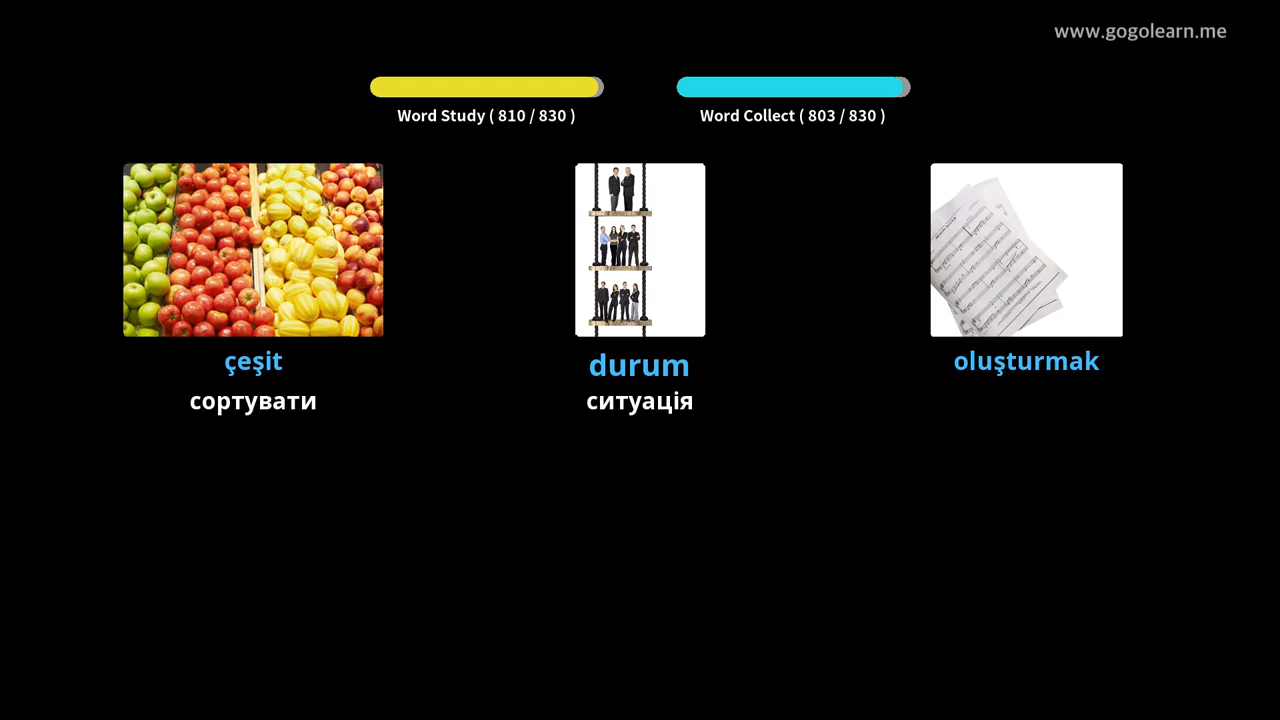 www.gogolearn.me
Word Study ( 810 / 830 )
Word Collect ( 803 / 830 )
çeşit
durum
oluşturmak
сортувати
ситуація